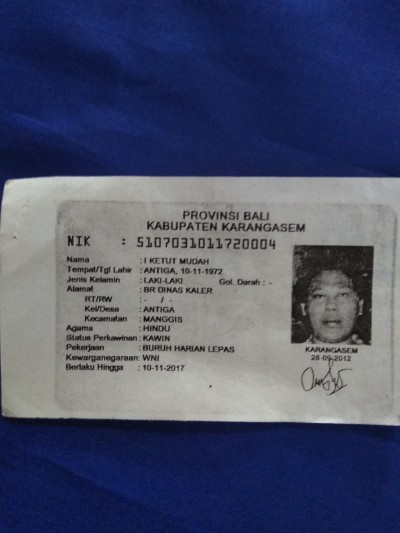 PROVINSI BALI
KABUPATEN KARANGASEM
NIK : 5107031011720004
Nama : I KETUT MUDAH
Tempat/Tgl Lahir : ANTIGA, 10-11-1972
Jenis Kelamin : LAKI-LAKI Gol. Darah : -
Alamat : BR DINAS KALER
RT/RW : - / -
Kel/Desa : ANTIGA
Kecamatan : MANGGIS
Agama : HINDU
Status Perkawinan : KAWIN
Pekerjaan : BURUH HARIAN LEPAS
Kewarganegaraan : WNI
Berlaku Hingga : 10-11-2017
KARANGASEM
28-09-2012